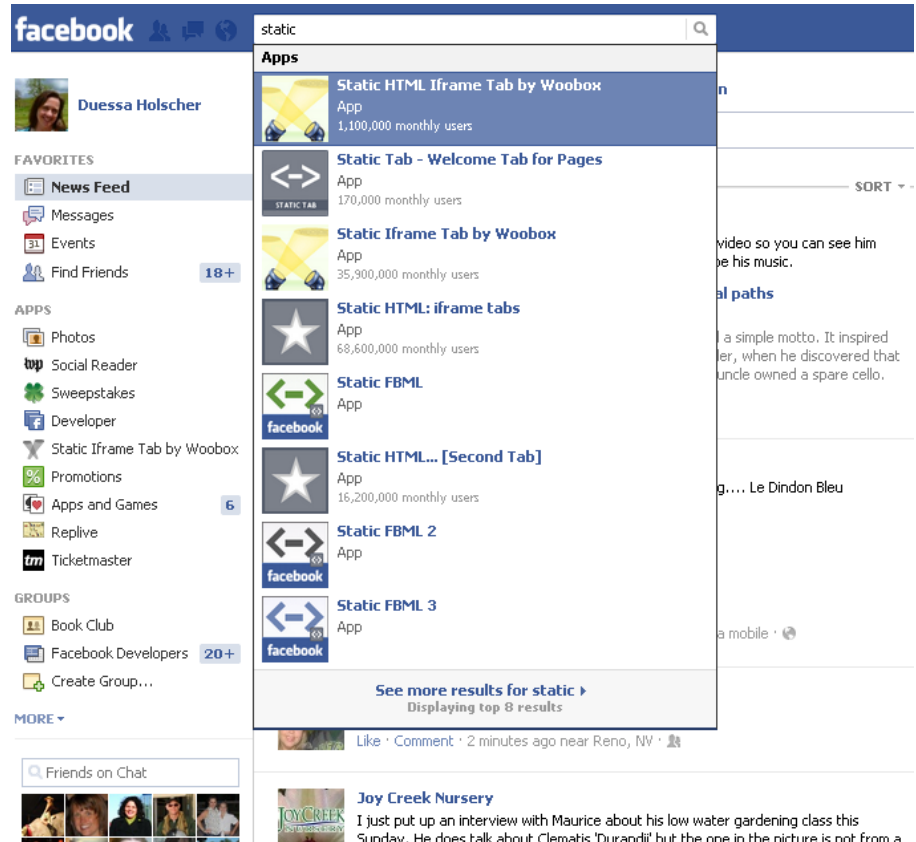 facebook
static
Apps
Static HTML Iframe Tab by Woobox
App
1,100,000 monthly users
Static Tab - Welcome Tab for Pages
App
170,000 monthly users
STATIC TAB
Static Iframe Tab by Woobox
App
35,900,000 monthly users
Static HTML: iframe tabs
App
68,600,000 monthly users
Static FBML
App
facebook
Static HTML... [Second Tab]
App
16,200,000 monthly users
Static FBML 2
App
facebook
Static FBML 3
App
facebook
See more results for static
Displaying top 8 results
Duessa Holscher
FAVORITES
News Feed
Messages
31 Events
Find Friends 18+
APPS
Photos
wp Social Reader
Sweepstakes
Developer
Static Iframe Tab by Woobox
% Promotions
Apps and Games 6
Replive
tm Ticketmaster
GROUPS
Book Club
Facebook Developers 20+
Create Group...
MORE
Friends on Chat
n
SORT
video so you can see him
be his music.
al paths
a simple motto. It inspired
ler, when he discovered that
uncle owned a spare cello.
g.... Le Dindon Bleu
a mobile ·
Like · Comment · 2 minutes ago near Reno, NV ·
JOY CREEK
NURSERY
Joy Creek Nursery
I just put up an interview with Maurice about his low water gardening class this
Sunday. He does talk about Clematis 'Durandii' but the one in the picture is not from a